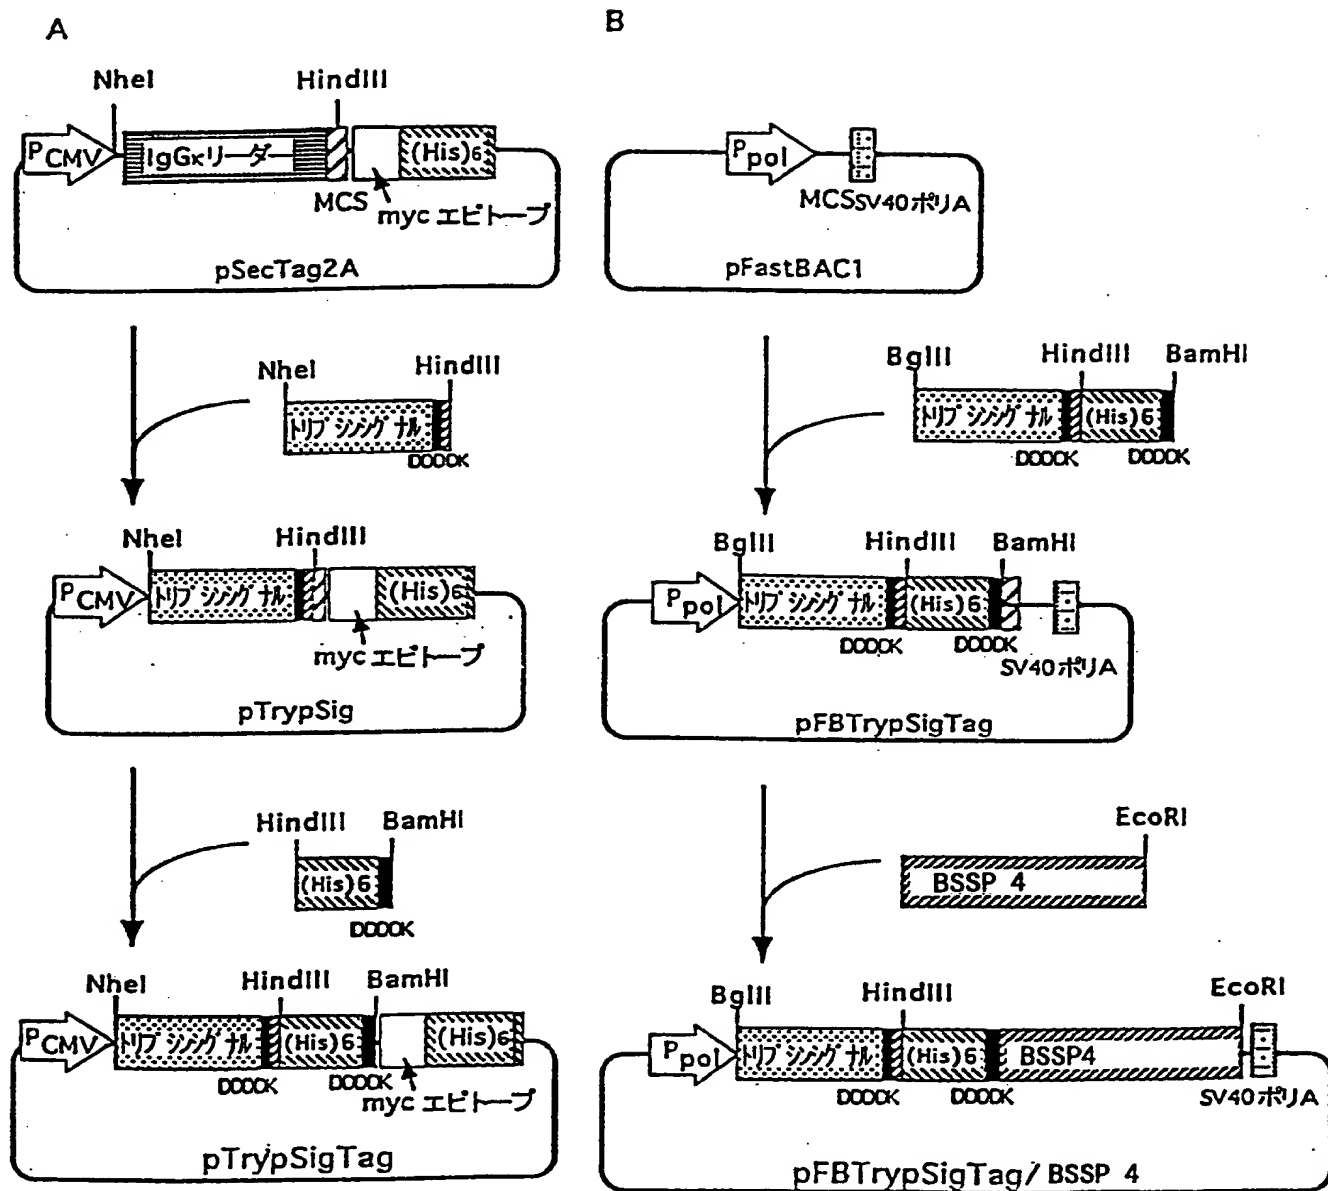 A
NheI
HindIII
PCMV
IgGκリーダー
(His)6
MCS
myc エピトープ
pSecTag2A
NheI
HindIII
トリプシンシグナル
DDDDK
NheI
HindIII
PCMV
トリプシンシグナル
(His)6
myc エピトープ
pTrypSig
HindIII
BamHI
(His)6
DDDDK
NheI
HindIII
BamHI
PCMV
トリプシンシグナル
(His)6
(His)6
DDDDK
DDDDK
myc エピトープ
pTrypSigTag
B
Ppol
MCS
SV40ポリA
pFastBAC1
BglII
HindIII
BamHI
トリプシンシグナル
(His)6
DDDDK
DDDDK
BglII
HindIII
BamHI
Ppol
トリプシンシグナル
(His)6
DDDDK
DDDDK
SV40ポリA
pFBTrypSigTag
EcoRI
BSSP 4
BglII
HindIII
EcoRI
Ppol
トリプシンシグナル
(His)6
BSSP4
DDDDK
DDDDK
SV40ポリA
pFBTrypSigTag/ BSSP 4